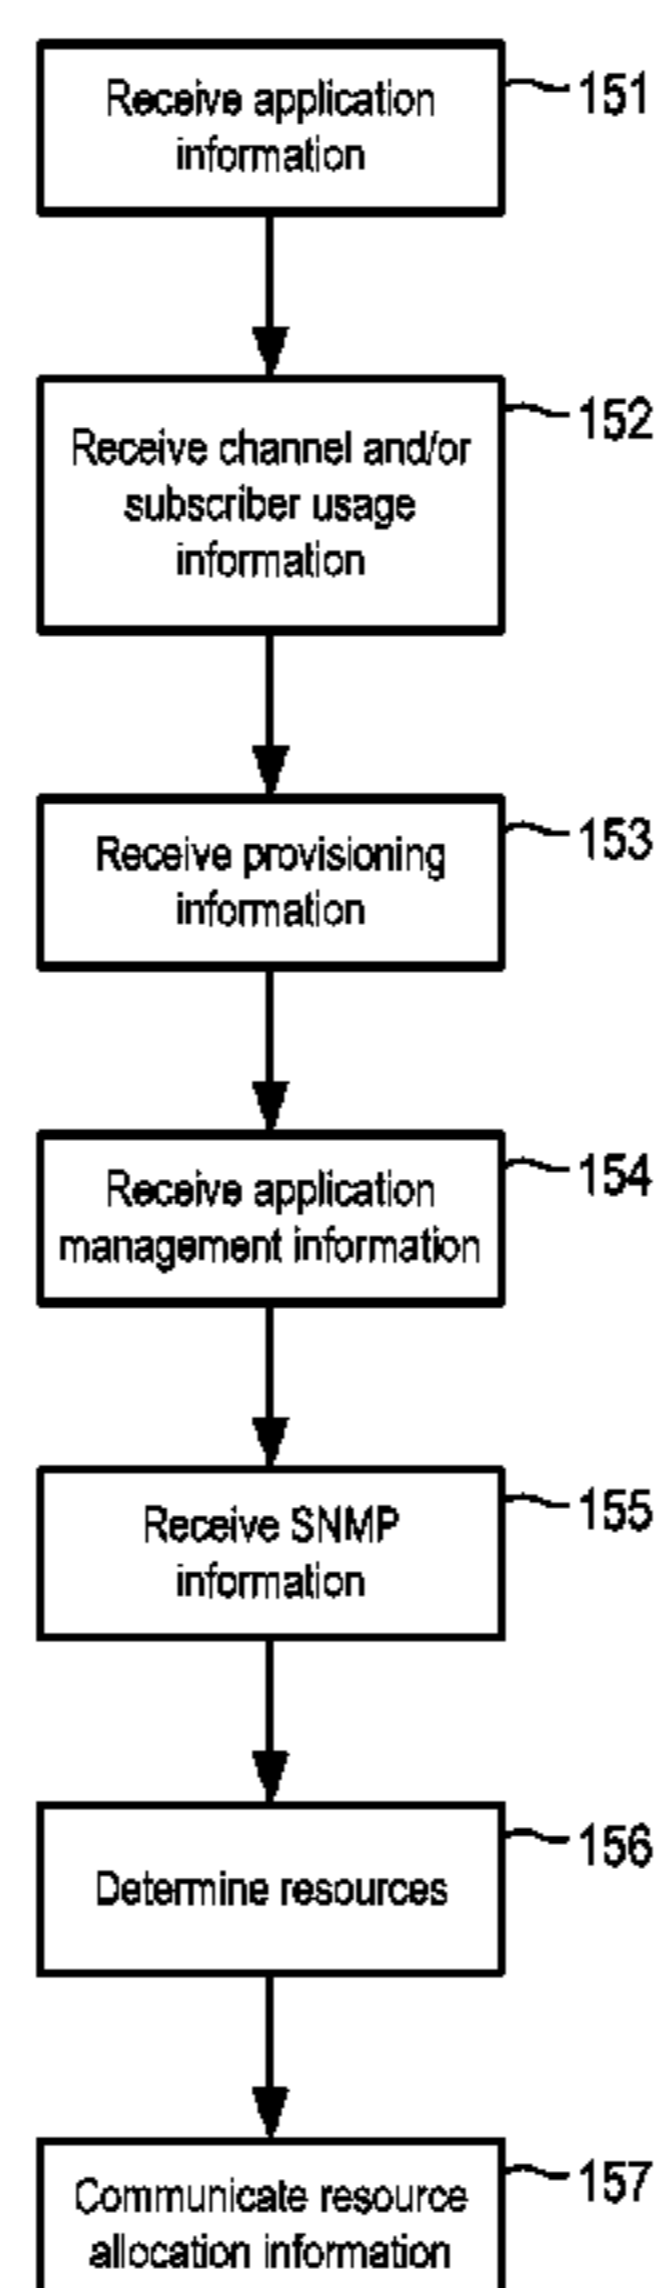 Receive application
information
151
Receive channel and/or
subscriber usage
information
152
Receive provisioning
information
153
Receive application
management information
154
Receive SNMP
information
155
Determine resources
156
Communicate resource
allocation information
157